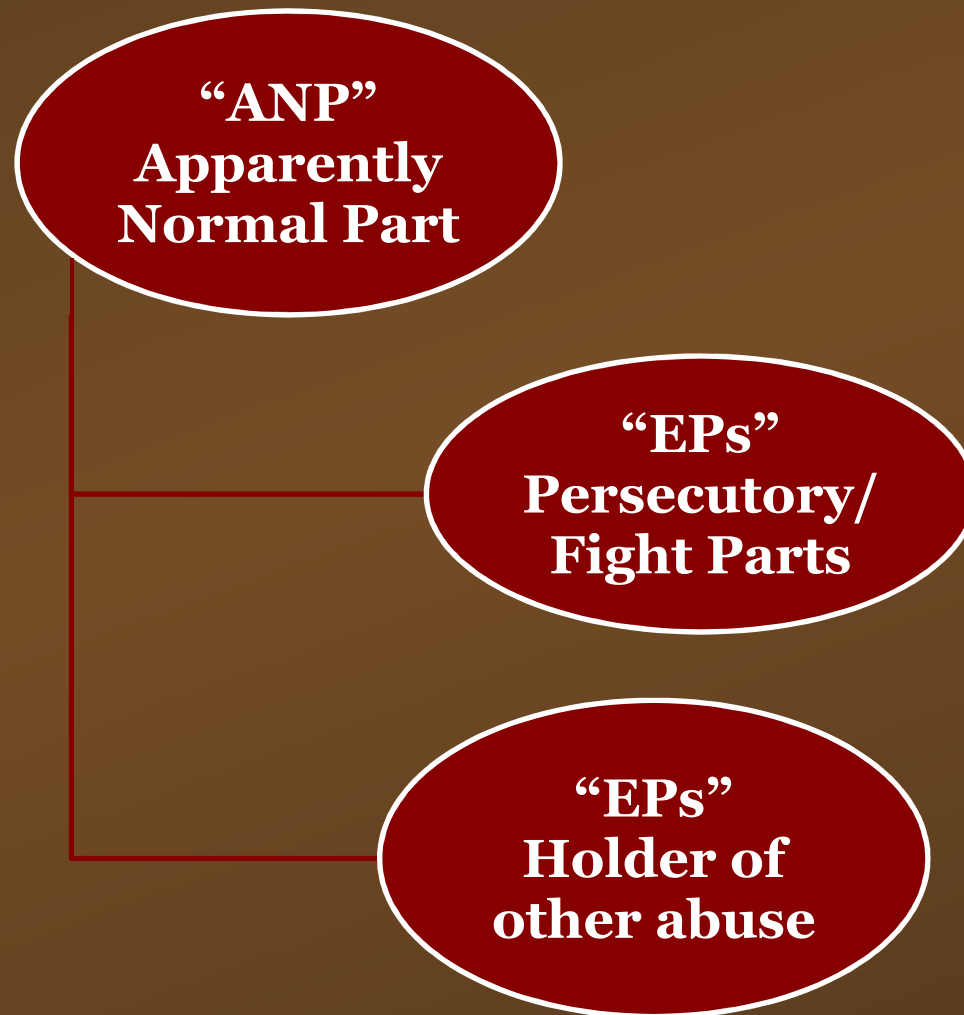 “ANP”
Apparently
Normal Part
“EPs”
Persecutory/
Fight Parts
“EPs”
Holder of
other abuse